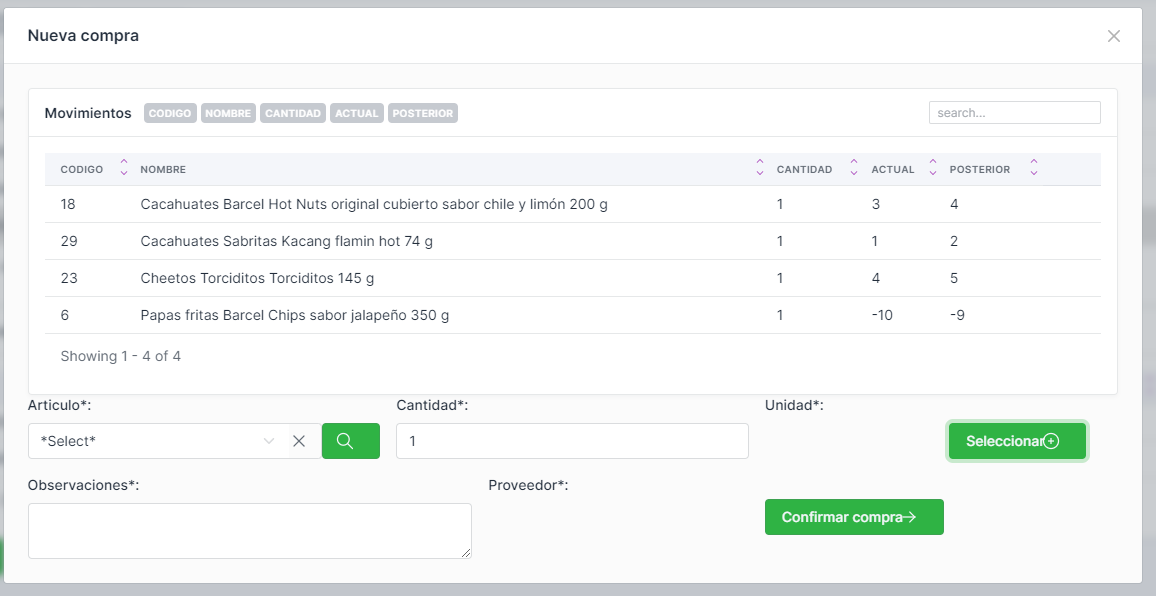 Nueva compra
Movimientos CODIGO NOMBRE CANTIDAD ACTUAL POSTERIOR search...
CODIGO NOMBRE CANTIDAD ACTUAL POSTERIOR
18 Cacahuates Barcel Hot Nuts original cubierto sabor chile y limón 200 g 1 3 4
29 Cacahuates Sabritas Kacang flamin hot 74 g 1 1 2
23 Cheetos Torciditos Torciditos 145 g 1 4 5
6 Papas fritas Barcel Chips sabor jalapeño 350 g 1 -10 -9
Showing 1 - 4 of 4
Articulo*: Cantidad*: Unidad*:
*Select* 1 Seleccionar
Observaciones*: Proveedor*:
Confirmar compra